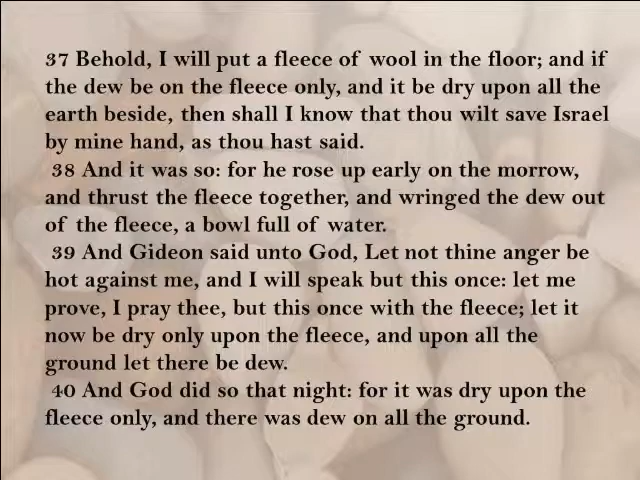 37 Behold, I will put a fleece of wool in the floor; and if
the dew be on the fleece only, and it be dry upon all the
earth beside, then shall I know that thou wilt save Israel
by mine hand, as thou hast said.
38 And it was so: for he rose up early on the morrow,
and thrust the fleece together, and wringed the dew out
of the fleece, a bowl full of water.
39 And Gideon said unto God, Let not thine anger be
hot against me, and I will speak but this once: let me
prove, I pray thee, but this once with the fleece; let it
now be dry only upon the fleece, and upon all the
ground let there be dew.
40 And God did so that night: for it was dry upon the
fleece only, and there was dew on all the ground.